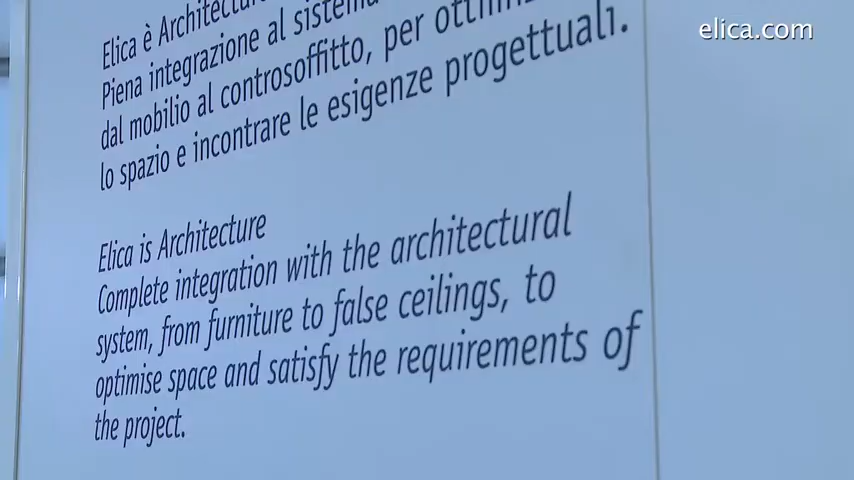 elica.com
Elica è
Piena integrazione al sistema
dal mobilio al controsoffitto, per
lo spazio e incontrare le esigenze progettuali.
Elica is Architecture
Complete integration with the architectural
system, from furniture to false ceilings, to
optimise space and satisfy the requirements of
the project.